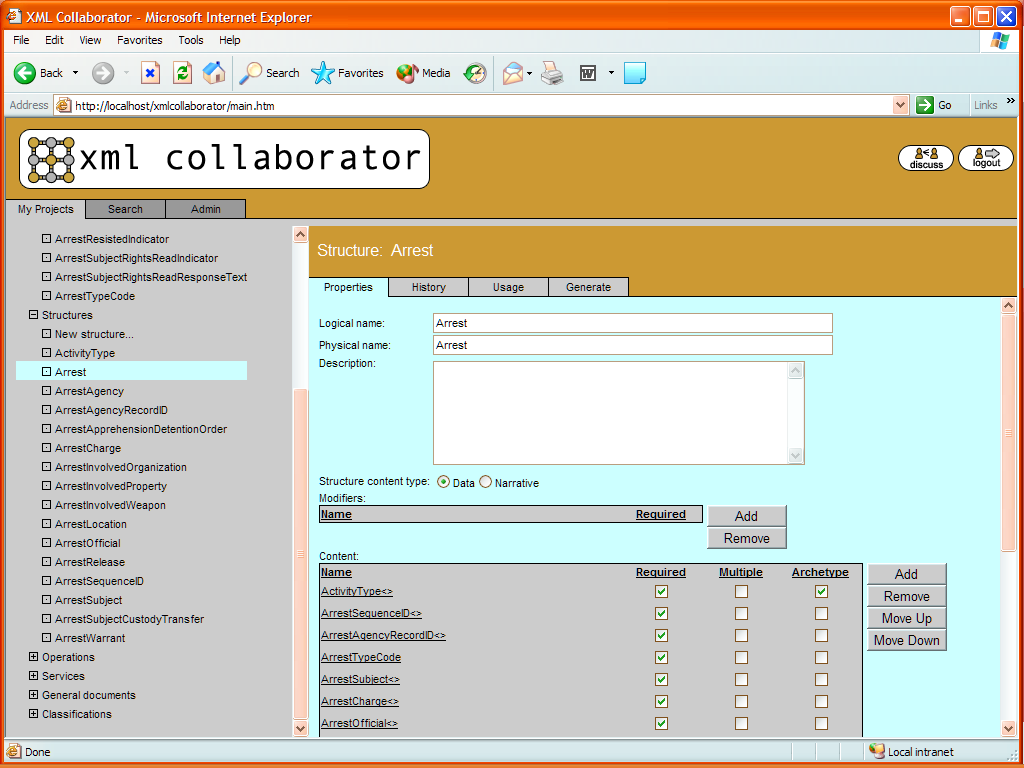 XML Collaborator - Microsoft Internet Explorer
File Edit View Favorites Tools Help
Back Search Favorites Media
Address http://localhost/xmlcollaborator/main.htm Go Links »
xml collaborator
discuss logout
My Projects Search Admin
ArrestResistedIndicator
ArrestSubjectRightsReadIndicator
ArrestSubjectRightsReadResponseText
ArrestTypeCode
Structures
New structure...
ActivityType
Arrest
ArrestAgency
ArrestAgencyRecordID
ArrestApprehensionDetentionOrder
ArrestCharge
ArrestInvolvedOrganization
ArrestInvolvedProperty
ArrestInvolvedWeapon
ArrestLocation
ArrestOfficial
ArrestRelease
ArrestSequenceID
ArrestSubject
ArrestSubjectCustodyTransfer
ArrestWarrant
Operations
Services
General documents
Classifications
Structure: Arrest
Properties History Usage Generate
Logical name: Arrest
Physical name: Arrest
Description:
Structure content type: Data Narrative
Modifiers:
Name Required Add
Remove
Content:
Name Required Multiple Archetype Add
ActivityType<> Remove
ArrestSequenceID<> Move Up
ArrestAgencyRecordID<> Move Down
ArrestTypeCode
ArrestSubject<>
ArrestCharge<>
ArrestOfficial<>
Done Local intranet